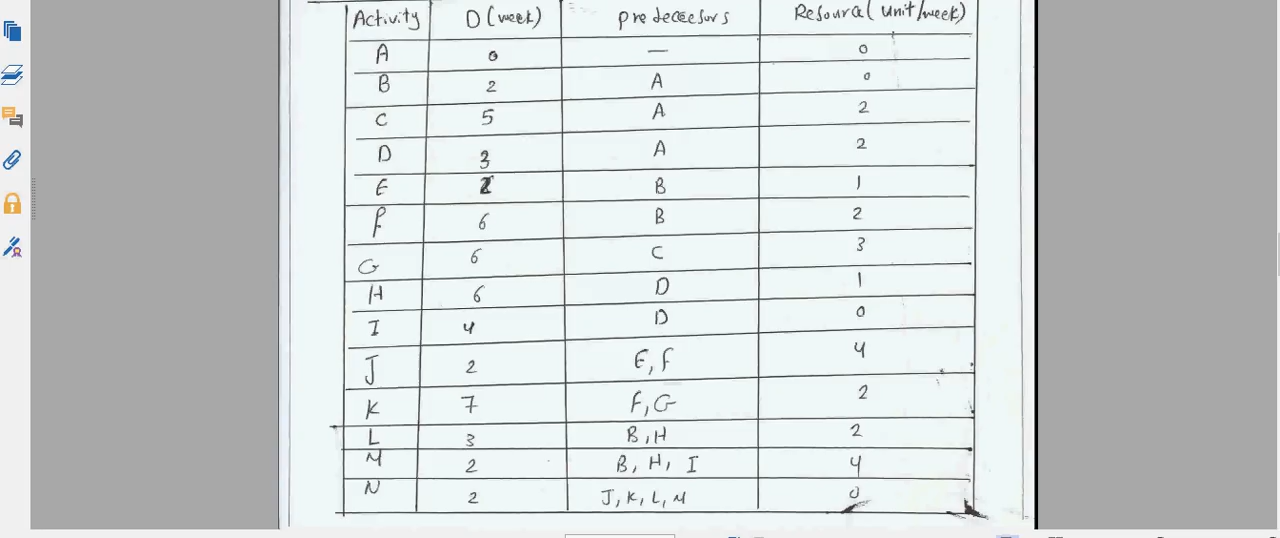 Activity D (week) predecesors Resource( unit/week)
A 0 — 0
B 2 A 0
C 5 A 2
D 3 A 2
E B 1
F 6 B 2
G 6 C 3
H 6 D 1
I 4 D 0
J 2 E, F 4
K 7 F, G 2
L 3 B, H 2
M 2 B, H, I 4
N 2 J, K, L, M 0